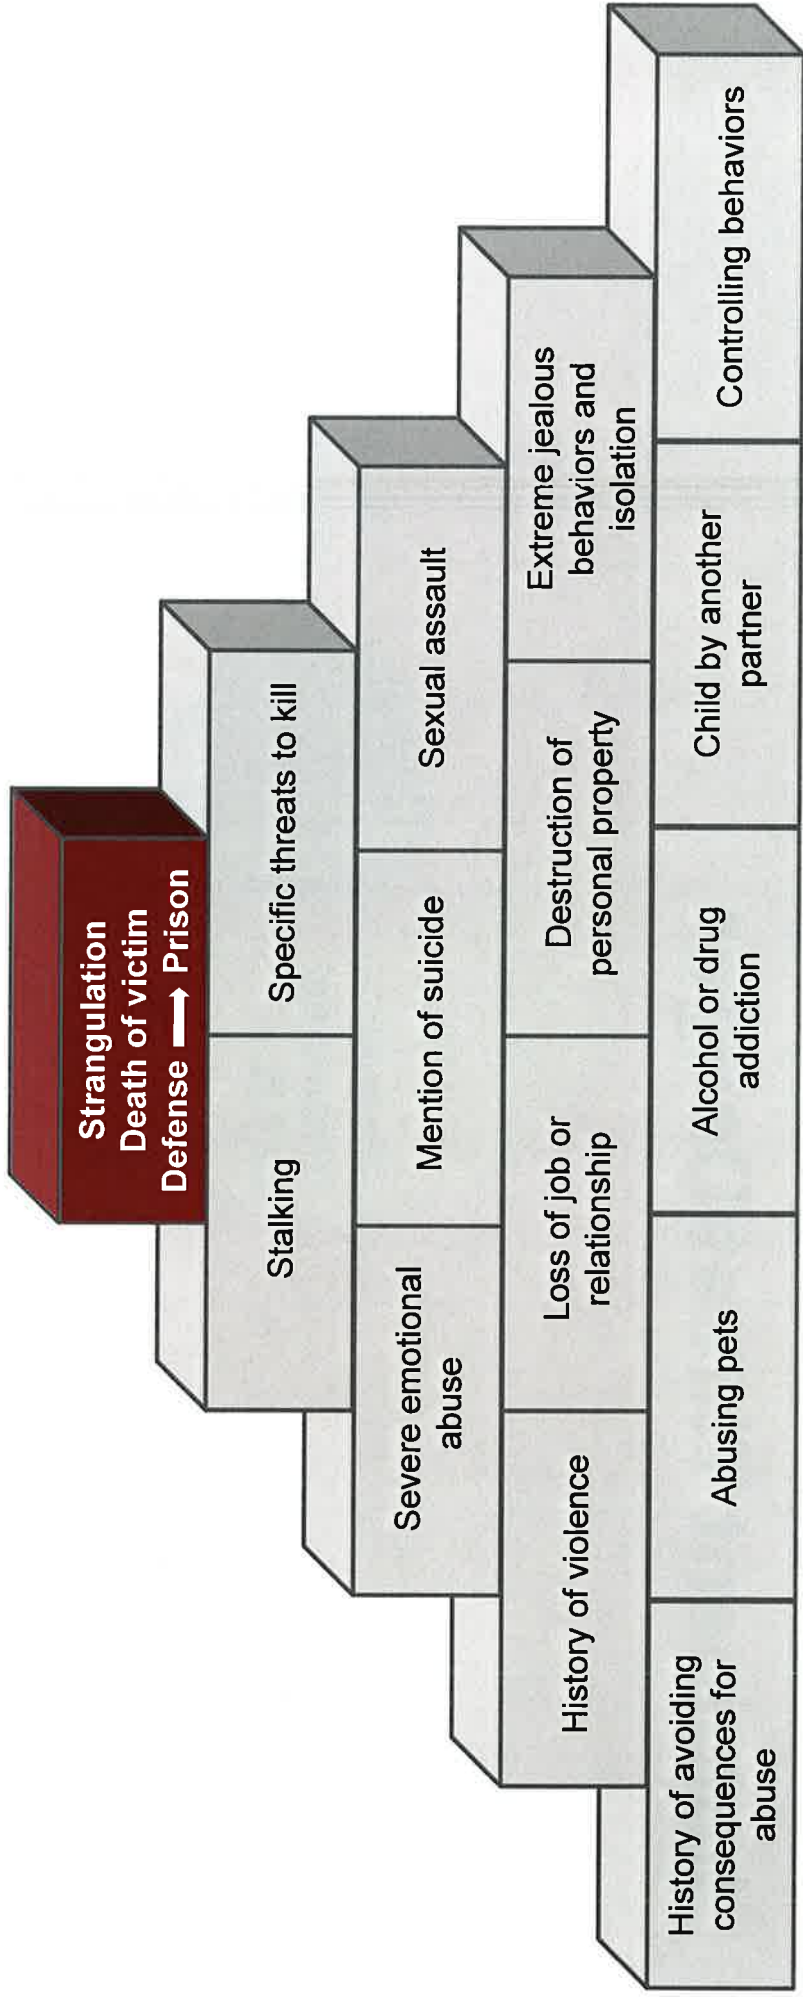 Strangulation
Death of victim
Defense → Prison
Stalking
Specific threats to kill
Severe emotional
abuse
Mention of suicide
Sexual assault
History of violence
Loss of job or
relationship
Destruction of
personal property
Extreme jealous
behaviors and
isolation
History of avoiding
consequences for
abuse
Abusing pets
Alcohol or drug
addiction
Child by another
partner
Controlling behaviors